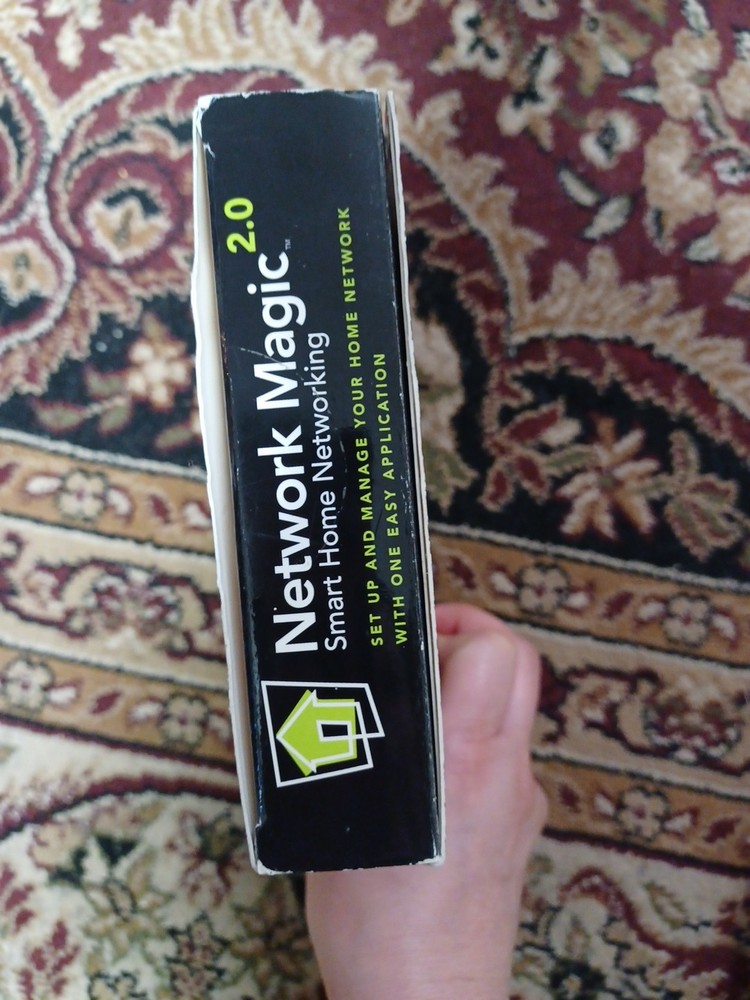 Network Magic™ 2.0
Smart Home Networking
SET UP AND MANAGE YOUR HOME NETWORK
WITH ONE EASY APPLICATION